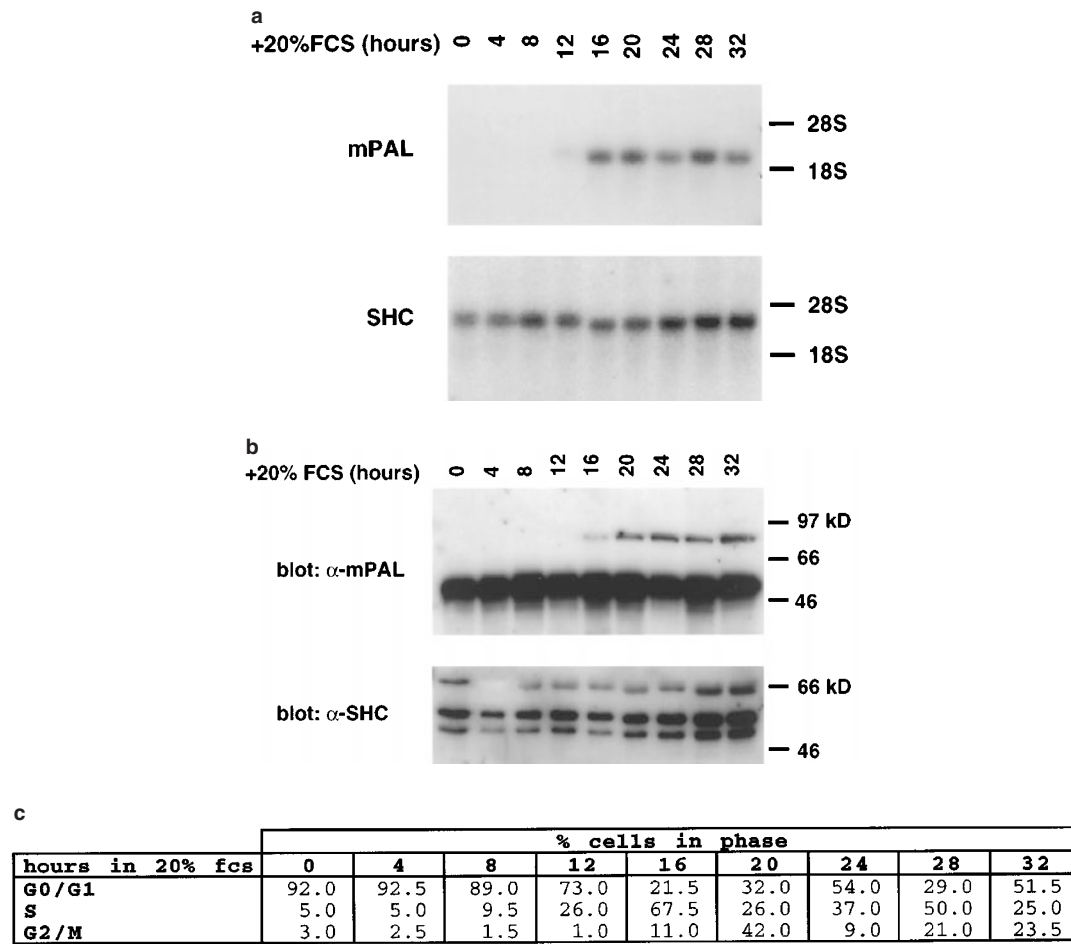 a
+20%FCS (hours) 0 4 8 12 16 20 24 28 32
mPAL
28S
18S
SHC
28S
18S
b
+20% FCS (hours) 0 4 8 12 16 20 24 28 32
97 kD
66
blot: α-mPAL
46
66 kD
blot: α-SHC
46
c
% cells in phase
hours in 20% fcs 0 4 8 12 16 20 24 28 32
G0/G1 92.0 92.5 89.0 73.0 21.5 32.0 54.0 29.0 51.5
S 5.0 5.0 9.5 26.0 67.5 26.0 37.0 50.0 25.0
G2/M 3.0 2.5 1.5 1.0 11.0 42.0 9.0 21.0 23.5